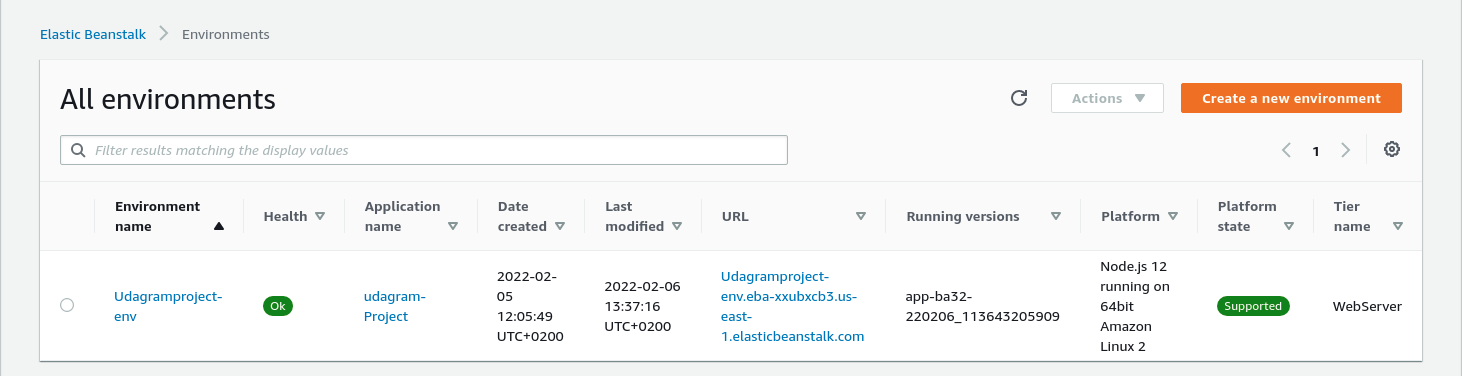 Elastic Beanstalk Environments
All environments
Actions
Create a new environment
Filter results matching the display values
1
Environment name
Health
Application name
Date created
Last modified
URL
Running versions
Platform
Platform state
Tier name
Udagramproject-
env
Ok
udagram-
Project
2022-02-
05
12:05:49
UTC+0200
2022-02-06
13:37:16
UTC+0200
Udagramproject-
env.eba-xxubxcb3.us-
east-
1.elasticbeanstalk.com
app-ba32-
220206_113643205909
Node.js 12
running on
64bit
Amazon
Linux 2
Supported
WebServer